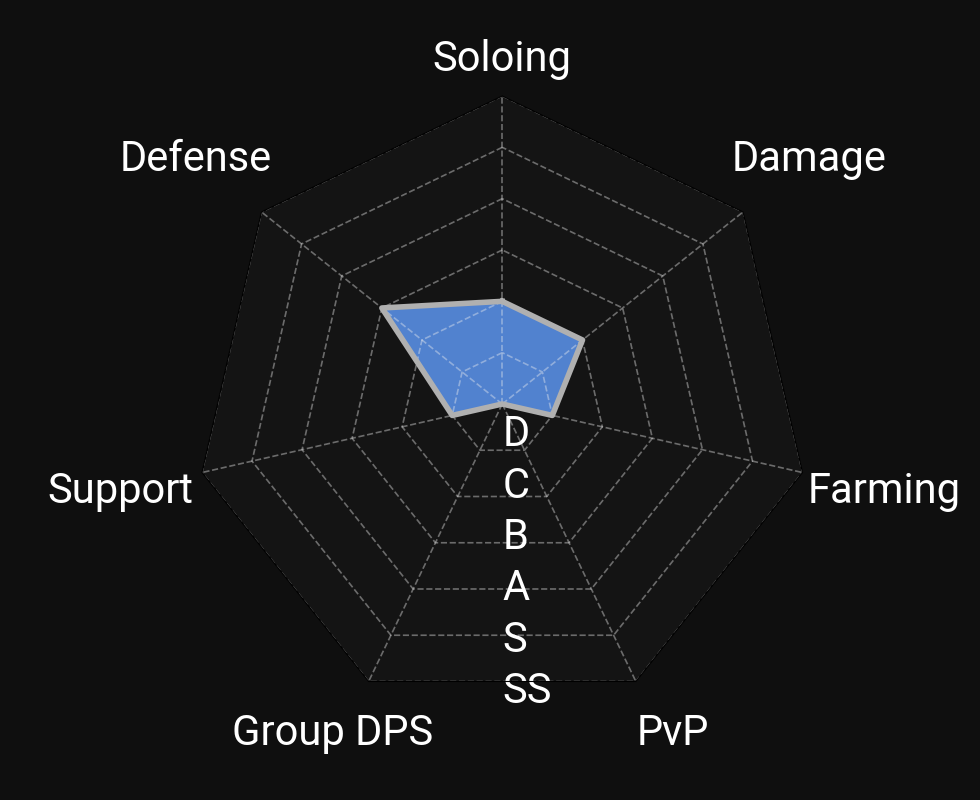 Soloing
Defense
Damage
D
C
Support
Farming
B
A
S
SS
Group DPS
PvP